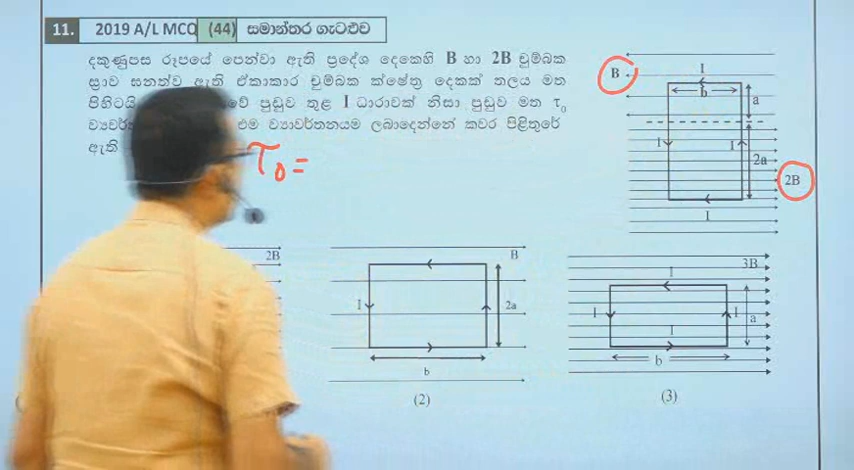 11. 2019 A/L MCQ (44) සමාන්තර ගැටළුව
දකුණුපස රූපයේ පෙන්වා ඇති ප්‍රදේශ දෙකෙහි B හා 2B චුම්බක
ස්‍රාව ඝනත්ව ඇති ඒකාකාර චුම්බක ක්ෂේත්‍ර දෙකක් තලය මත
පුඩුව තුළ I ධාරාවක් නිසා පුඩුව මත τ₀
එම ව්‍යාවර්තනයම ලබාදෙන්නේ කවර පිළිතුරේ
ඇති
τ₀ =
B
I
b
a
I
I
2a
2B
I
2B
B
I
2a
b
(2)
3B
I
I
I
a
I
b
(3)